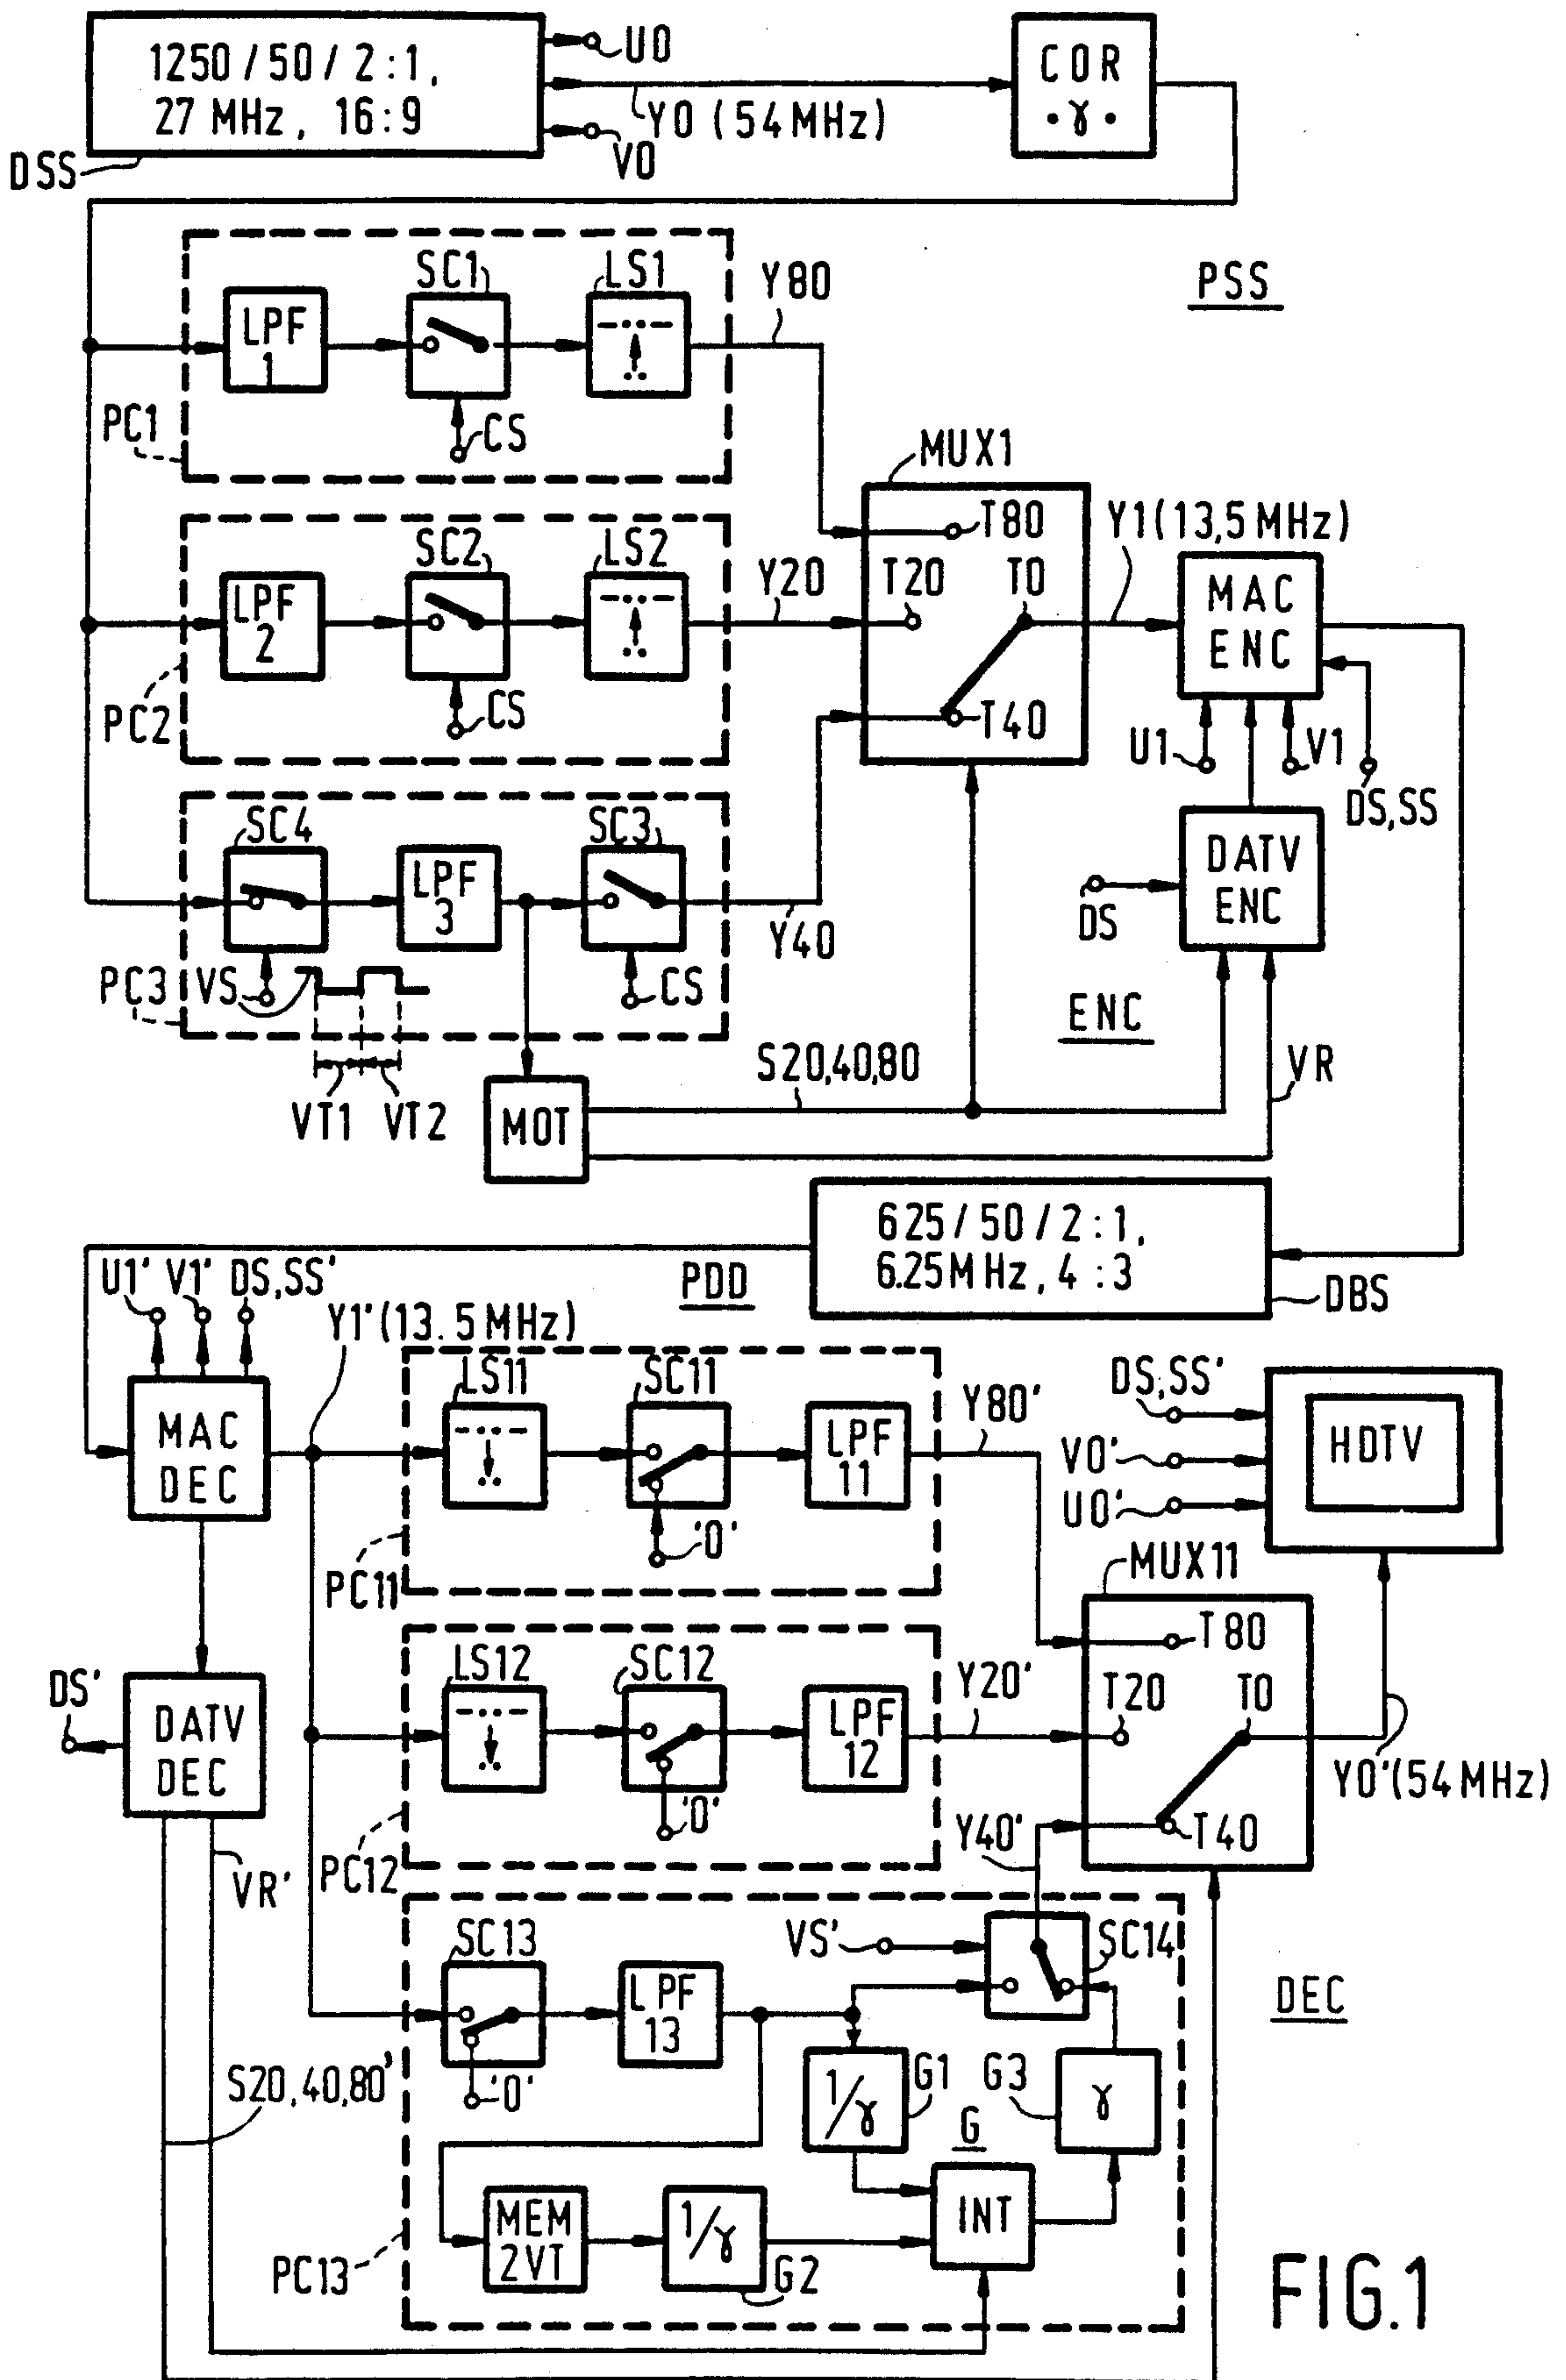 1250/50/2:1,
27 MHz, 16:9
DSS
U0
Y0 (54 MHz)
V0
COR
·γ·
PSS
LPF
1
SC1
LS1
Y80
CS
PC1
MUX1
LPF
2
SC2
LS2
Y20
CS
PC2
T80
T20
T0
T40
Y1(13,5 MHz)
MAC
ENC
U1
V1
DS,SS
SC4
LPF
3
SC3
Y40
PC3
VS
CS
VT1
VT2
MOT
S20,40,80
DATV
ENC
DS
ENC
VR
625/50/2:1,
6.25MHz, 4:3
DBS
PDD
U1'
V1'
DS,SS'
Y1'(13.5MHz)
MAC
DEC
LS11
SC11
LPF
11
Y80'
'0'
PC11
DS,SS'
V0'
U0'
HDTV
MUX11
LS12
SC12
LPF
12
Y20'
'0'
PC12
T80
T20
T0
T40
Y0'(54MHz)
Y40'
DS'
DATV
DEC
VR'
SC13
LPF
13
'0'
VS'
SC14
DEC
S20,40,80'
1/γ
G1
G3
γ
G
MEM
2VT
1/γ
G2
INT
PC13
FIG.1